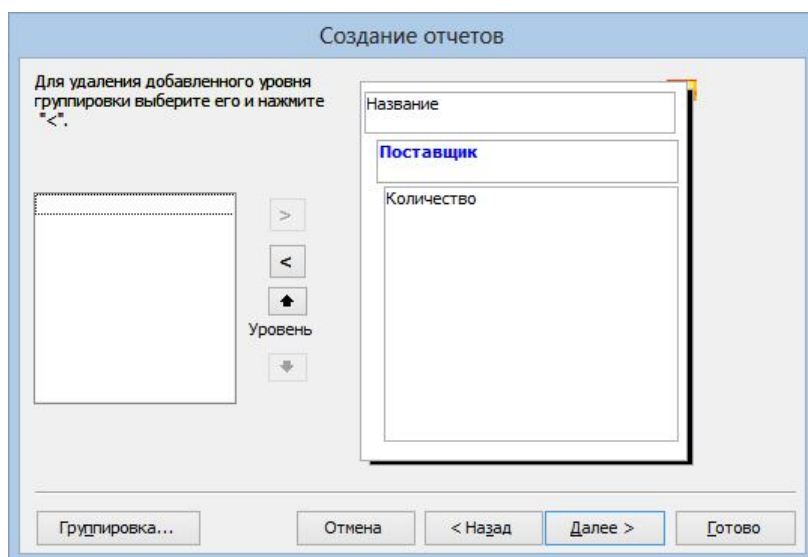 Создание отчетов
Для удаления добавленного уровня
группировки выберите его и нажмите
"<".
Название
Поставщик
Количество
>
<
Уровень
Группировка...
Отмена
< Назад
Далее >
Готово